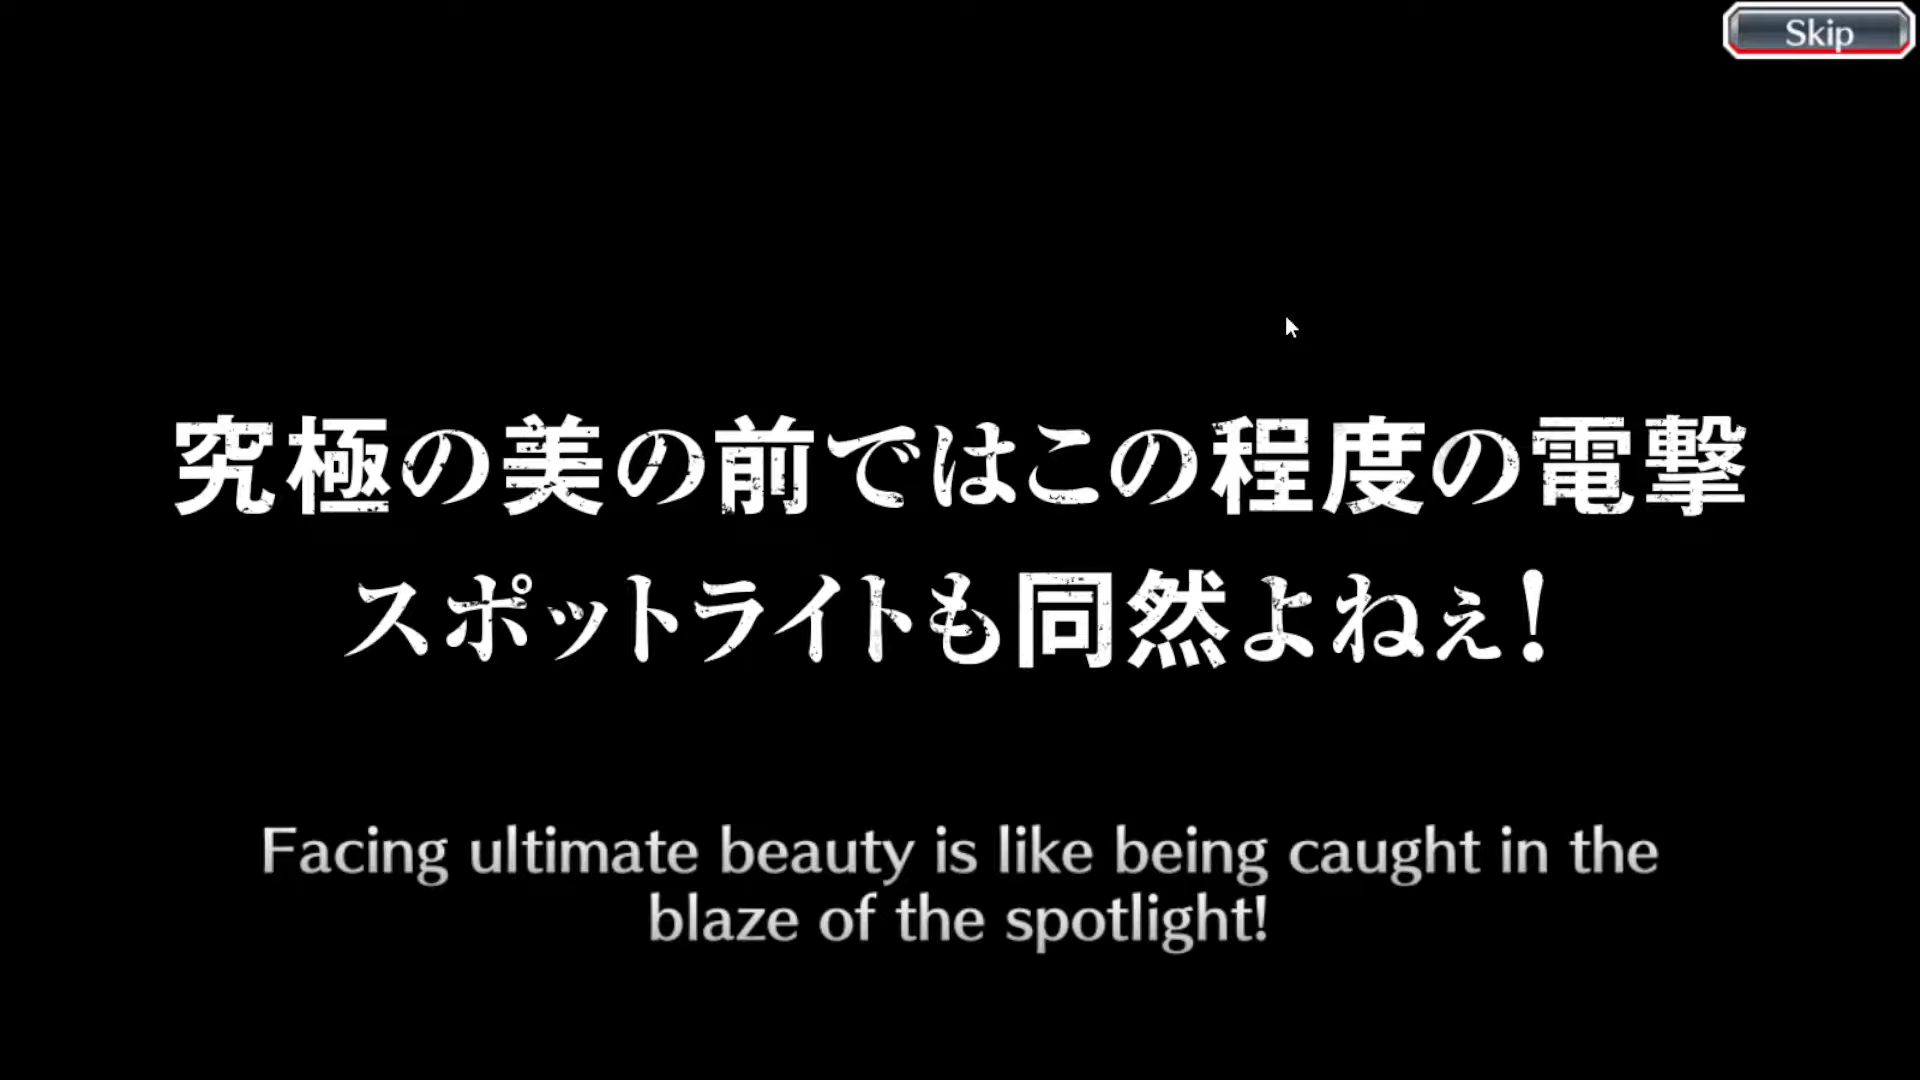 Skip
究極の美の前ではこの程度の電撃
スポットライトも同然よねぇ!
Facing ultimate beauty is like being caught in the
blaze of the spotlight!